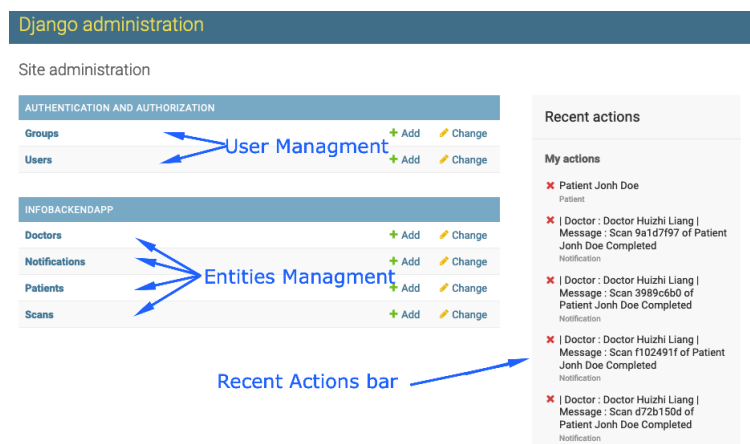 Django administration
Site administration
AUTHENTICATION AND AUTHORIZATION
Groups Add Change
Users Add Change
User Managment
INFOBACKENDAPP
Doctors Add Change
Notifications Add Change
Patients Add Change
Scans Add Change
Entities Managment
Recent Actions bar
Recent actions
My actions
Patient Jonh Doe
Patient
| Doctor : Doctor Huizhi Liang |
Message : Scan 9a1d7f97 of Patient
Jonh Doe Completed
Notification
| Doctor : Doctor Huizhi Liang |
Message : Scan 3989c6b0 of
Patient Jonh Doe Completed
Notification
| Doctor : Doctor Huizhi Liang |
Message : Scan f102491f of Patient
Jonh Doe Completed
Notification
| Doctor : Doctor Huizhi Liang |
Message : Scan d72b150d of
Patient Jonh Doe Completed
Notification